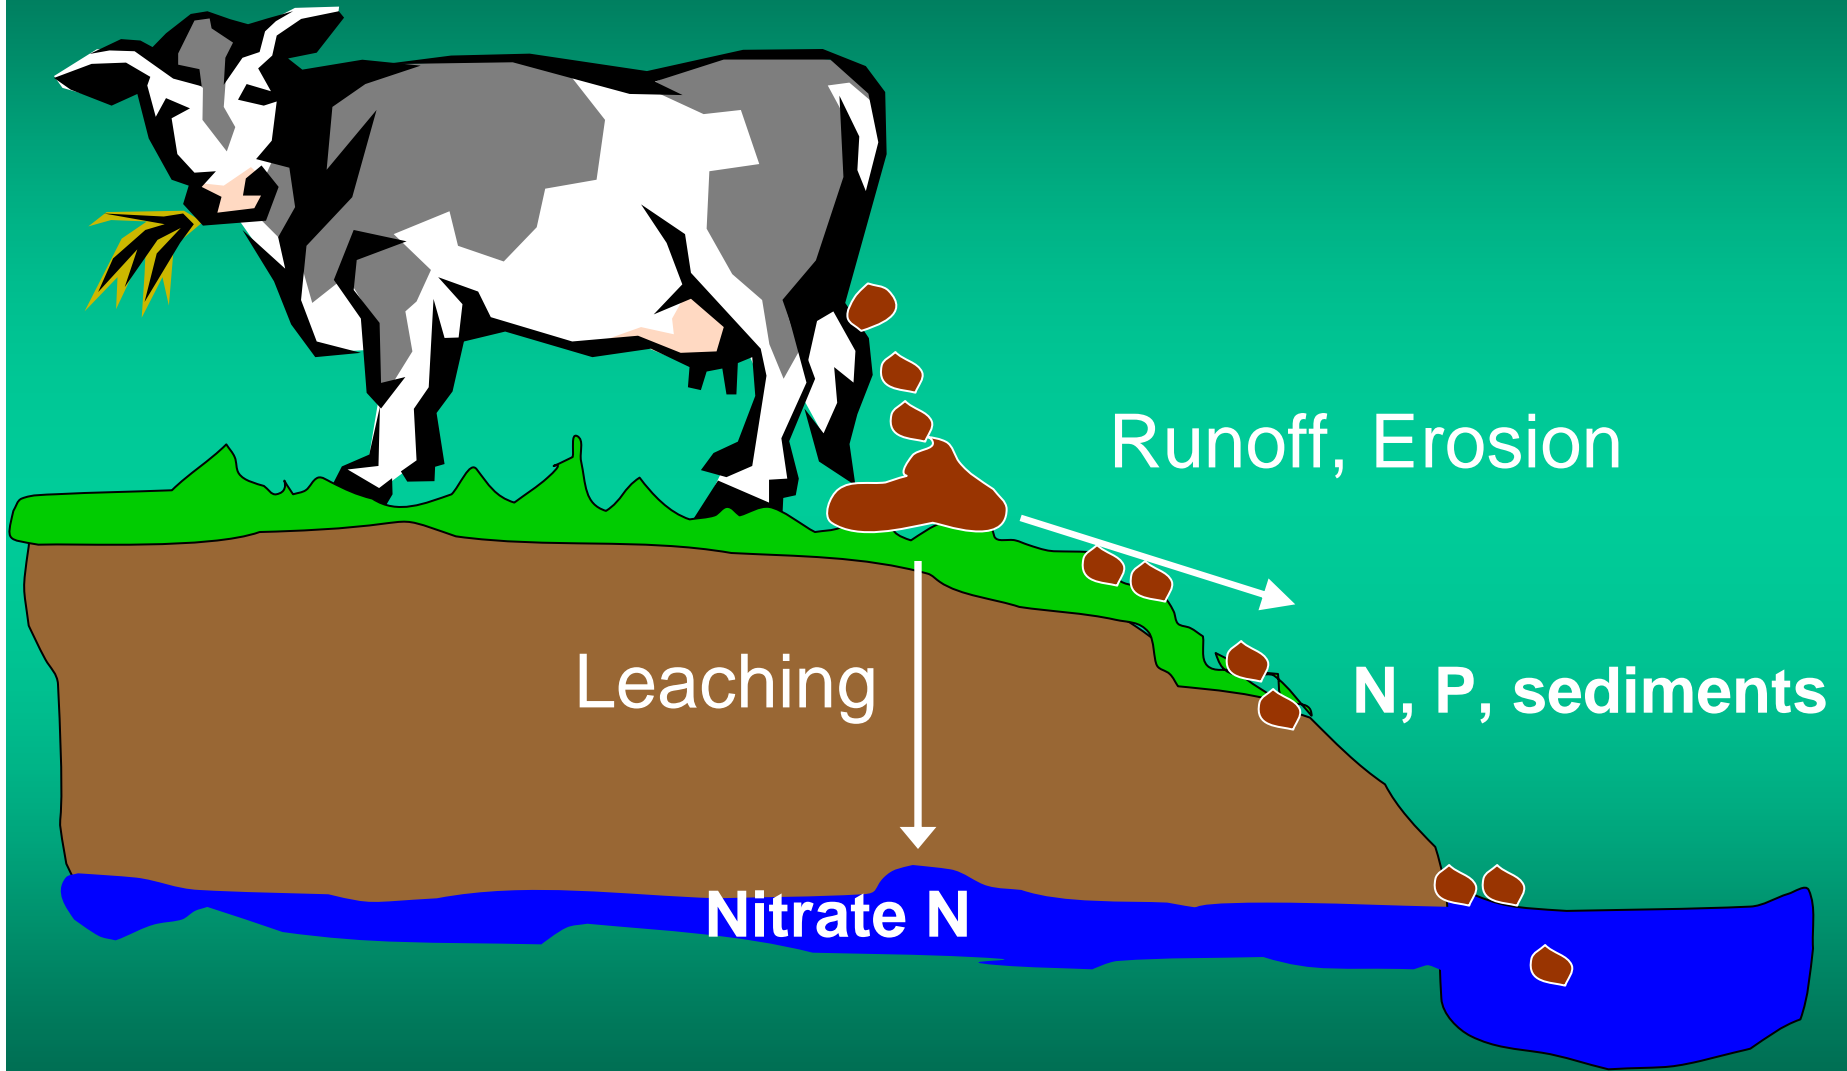 Runoff, Erosion
Leaching
N, P, sediments
Nitrate N